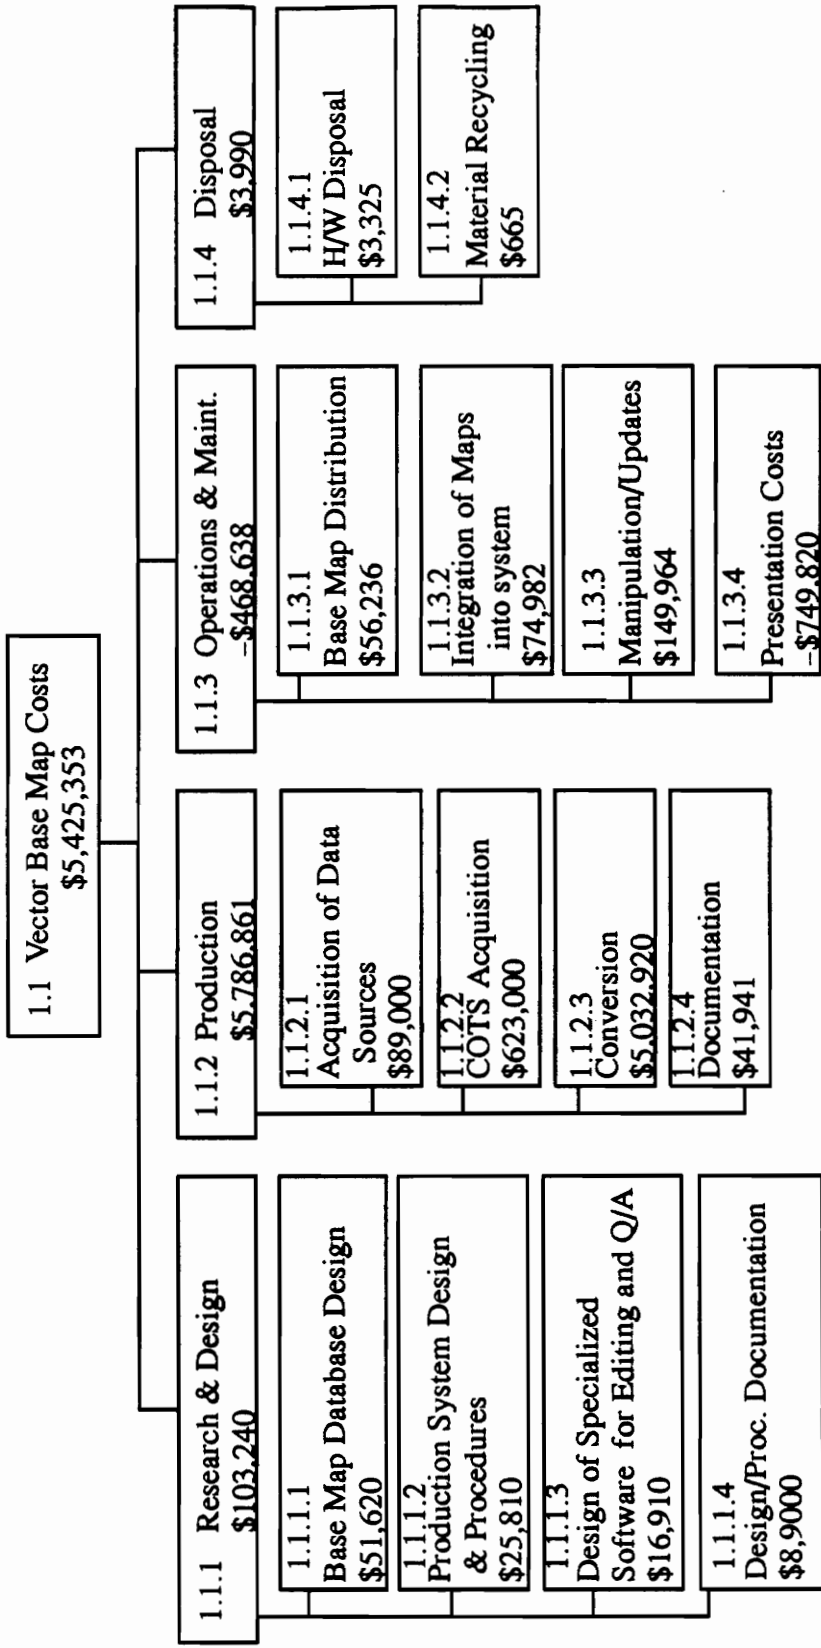 1.1 Vector Base Map Costs
$5,425,353
1.1.1 Research & Design
$103,240
1.1.1.1
Base Map Database Design
$51,620
1.1.1.2
Production System Design
& Procedures
$25,810
1.1.1.3
Design of Specialized
Software for Editing and Q/A
$16,910
1.1.1.4
Design/Proc. Documentation
$8,9000
1.1.2 Production
$5,786,861
1.1.2.1
Acquisition of Data
Sources
$89,000
1.1.2.2
COTS Acquisition
$623,000
1.1.2.3
Conversion
$5,032,920
1.1.2.4
Documentation
$41,941
1.1.3 Operations & Maint.
-$468,638
1.1.3.1
Base Map Distribution
$56,236
1.1.3.2
Integration of Maps
into system
$74,982
1.1.3.3
Manipulation/Updates
$149,964
1.1.3.4
Presentation Costs
-$749,820
1.1.4 Disposal
$3,990
1.1.4.1
H/W Disposal
$3,325
1.1.4.2
Material Recycling
$665